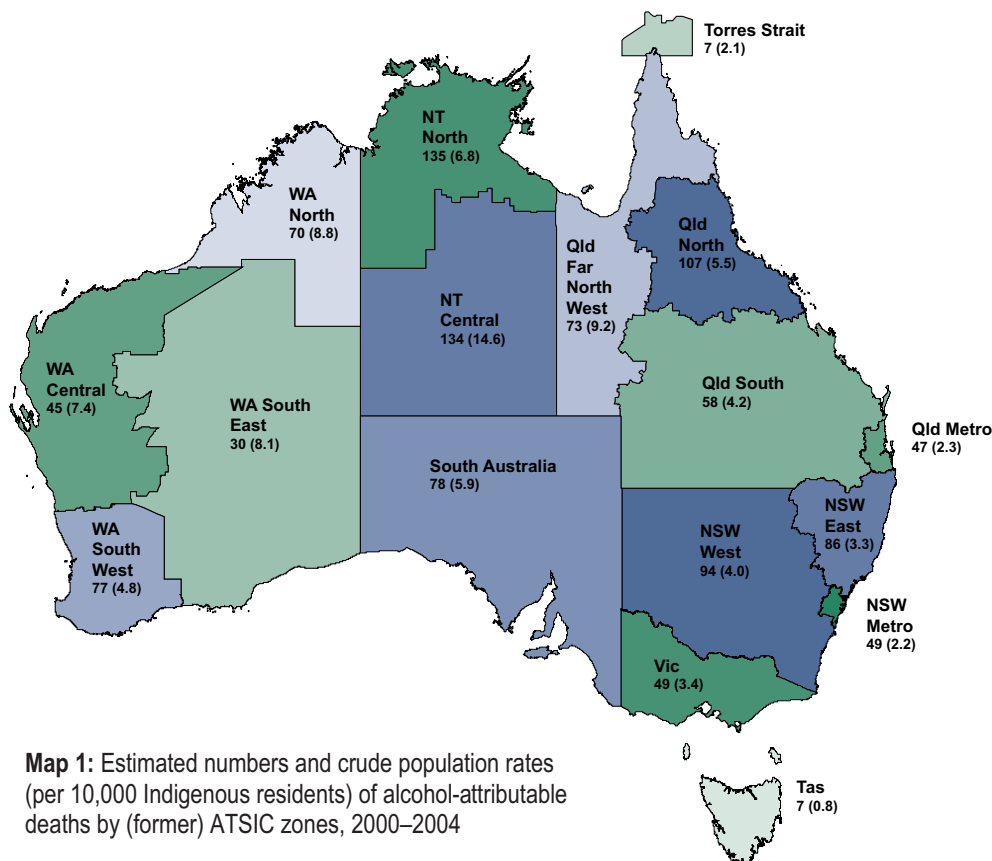 Torres Strait
7 (2.1)
NT
North
135 (6.8)
WA
North
70 (8.8)
Qld
North
107 (5.5)
Qld
Far
North
West
73 (9.2)
NT
Central
134 (14.6)
WA
Central
45 (7.4)
WA South
East
30 (8.1)
Qld South
58 (4.2)
Qld Metro
47 (2.3)
South Australia
78 (5.9)
NSW
East
86 (3.3)
NSW
West
94 (4.0)
WA
South
West
77 (4.8)
NSW
Metro
49 (2.2)
Vic
49 (3.4)
Tas
7 (0.8)
Map 1: Estimated numbers and crude population rates
(per 10,000 Indigenous residents) of alcohol-attributable
deaths by (former) ATSIC zones, 2000–2004